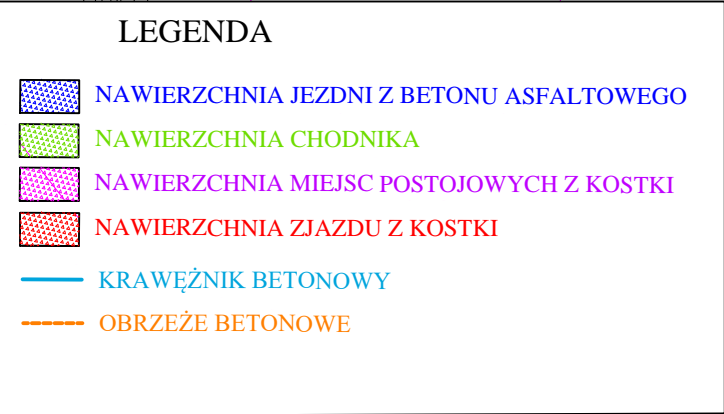 LEGENDA
NAWIERZCHNIA JEZDNI Z BETONU ASFALTOWEGO
NAWIERZCHNIA CHODNIKA
NAWIERZCHNIA MIEJSC POSTOJOWYCH Z KOSTKI
NAWIERZCHNIA ZJAZDU Z KOSTKI
KRAWĘŻNIK BETONOWY
OBRZEŻE BETONOWE